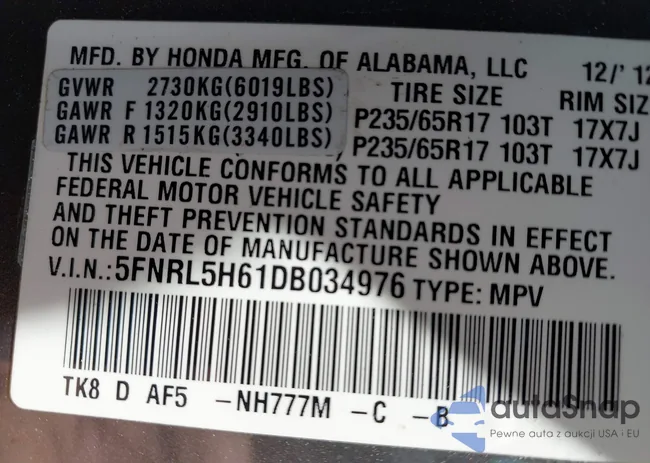 MFD. BY HONDA MFG. OF ALABAMA, LLC 12/'12
GVWR 2730KG(6019LBS) TIRE SIZE RIM SIZ
GAWR F 1320KG(2910LBS) P235/65R17 103T 17X7J
GAWR R 1515KG(3340LBS) P235/65R17 103T 17X7J
THIS VEHICLE CONFORMS TO ALL APPLICABLE
FEDERAL MOTOR VEHICLE SAFETY
AND THEFT PREVENTION STANDARDS IN EFFECT
ON THE DATE OF MANUFACTURE SHOWN ABOVE.
V.I.N.:5FNRL5H61DB034976 TYPE: MPV
TK8 D AF5 -NH777M -C -B
autoSnap
Pewne auta z aukcji USA i EU